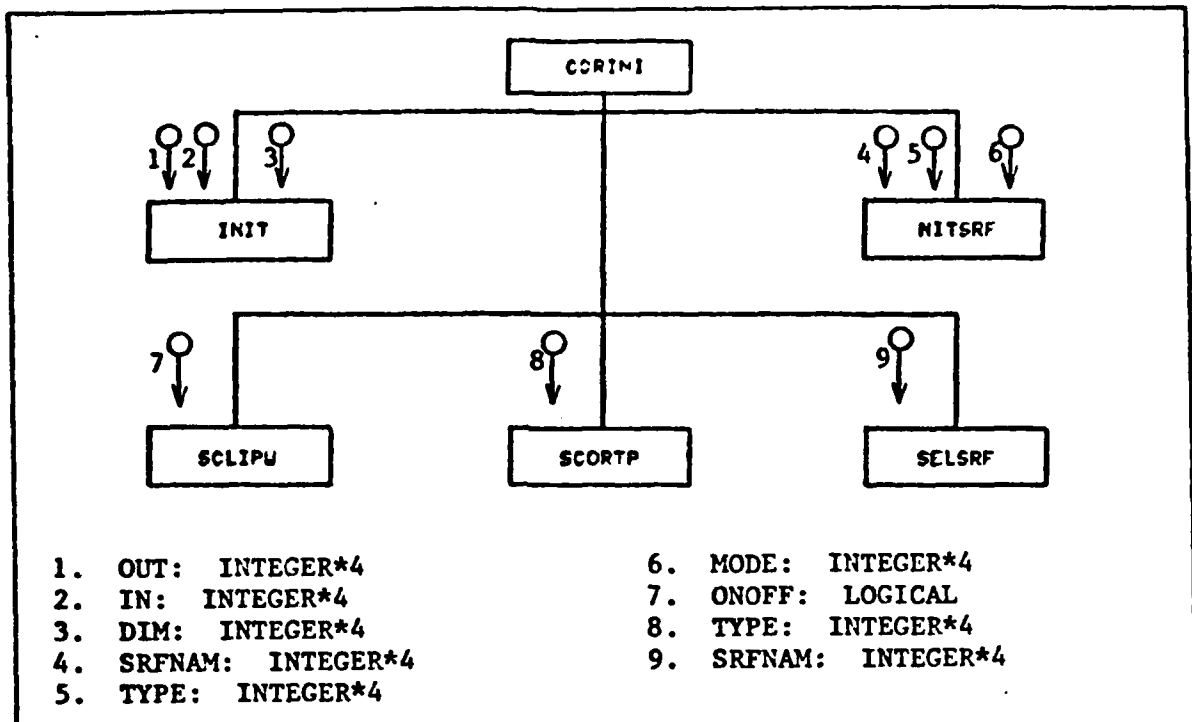 CORINI
1 2 3 4 5 6
INIT NITSRF
7 8 9
SCLIPW SCORTP SELSRF
1. OUT: INTEGER*4
2. IN: INTEGER*4
3. DIM: INTEGER*4
4. SRFNAM: INTEGER*4
5. TYPE: INTEGER*4
6. MODE: INTEGER*4
7. ONOFF: LOGICAL
8. TYPE: INTEGER*4
9. SRFNAM: INTEGER*4